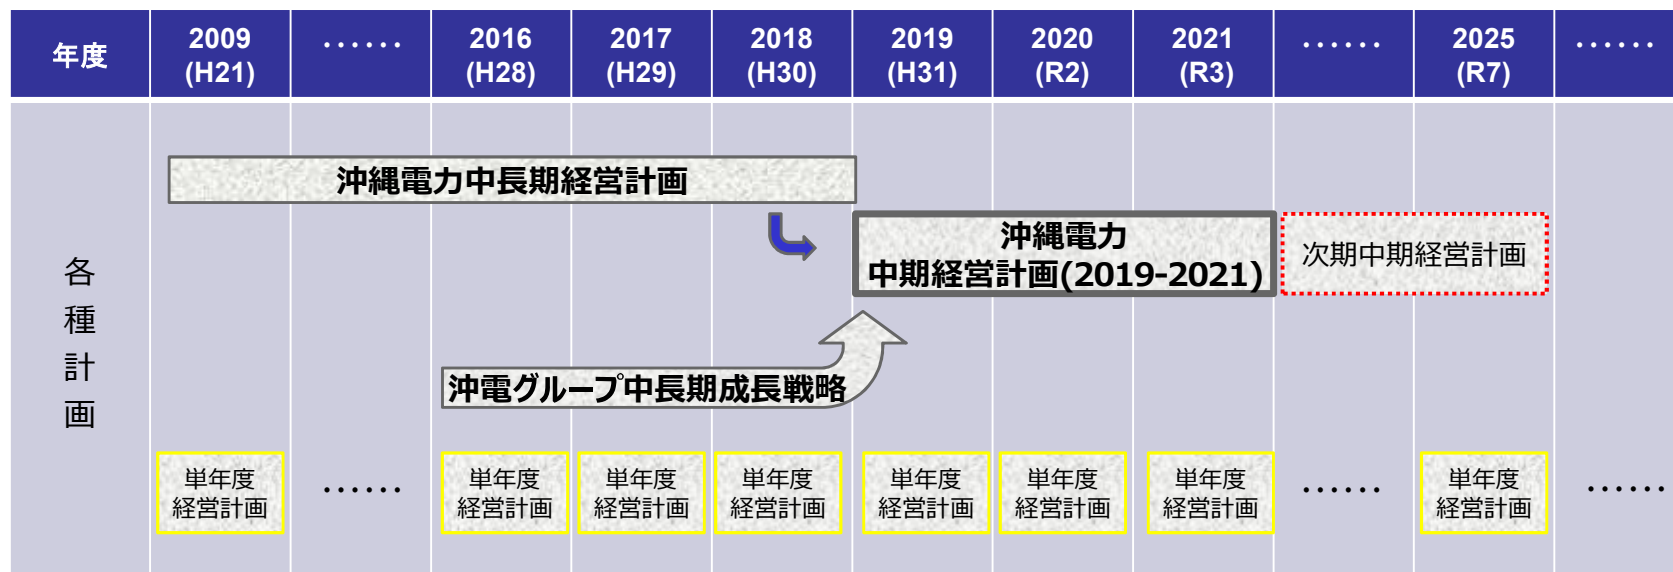 年度
2009
(H21)
‥‥‥
2016
(H28)
2017
(H29)
2018
(H30)
2019
(H31)
2020
(R2)
2021
(R3)
‥‥‥
2025
(R7)
‥‥‥
各
種
計
画
沖縄電力中長期経営計画
沖縄電力
中期経営計画(2019-2021)
次期中期経営計画
沖電グループ中長期成長戦略
単年度
経営計画
‥‥‥
単年度
経営計画
単年度
経営計画
単年度
経営計画
単年度
経営計画
単年度
経営計画
単年度
経営計画
‥‥‥
単年度
経営計画
‥‥‥